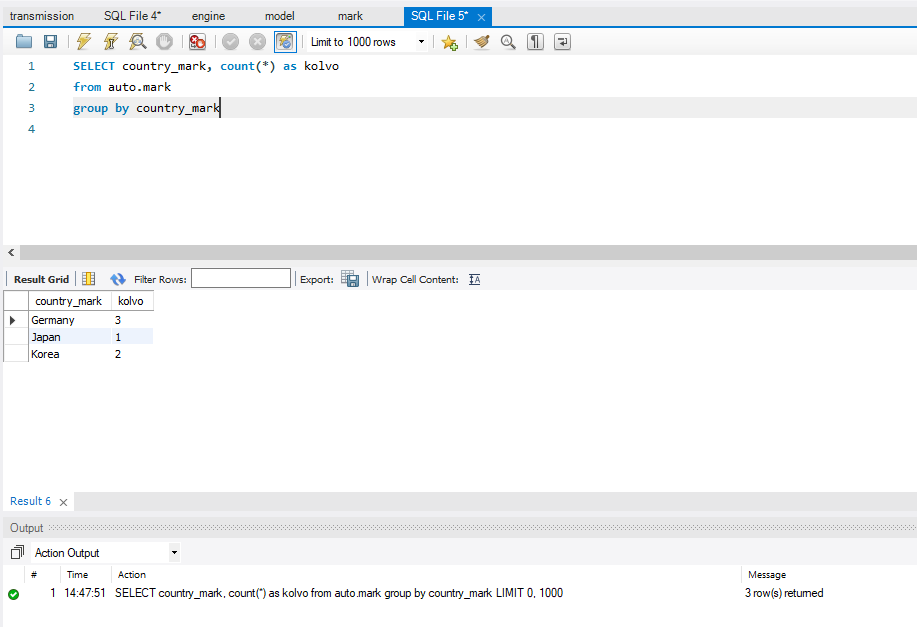 transmission SQL File 4* engine model mark SQL File 5*
Limit to 1000 rows
1 SELECT country_mark, count(*) as kolvo
2 from auto.mark
3 group by country_mark
4
Result Grid Filter Rows: Export: Wrap Cell Content:
country_mark kolvo
Germany 3
Japan 1
Korea 2
Result 6
Output
Action Output
# Time Action Message
1 14:47:51 SELECT country_mark, count(*) as kolvo from auto.mark group by country_mark LIMIT 0, 1000 3 row(s) returned